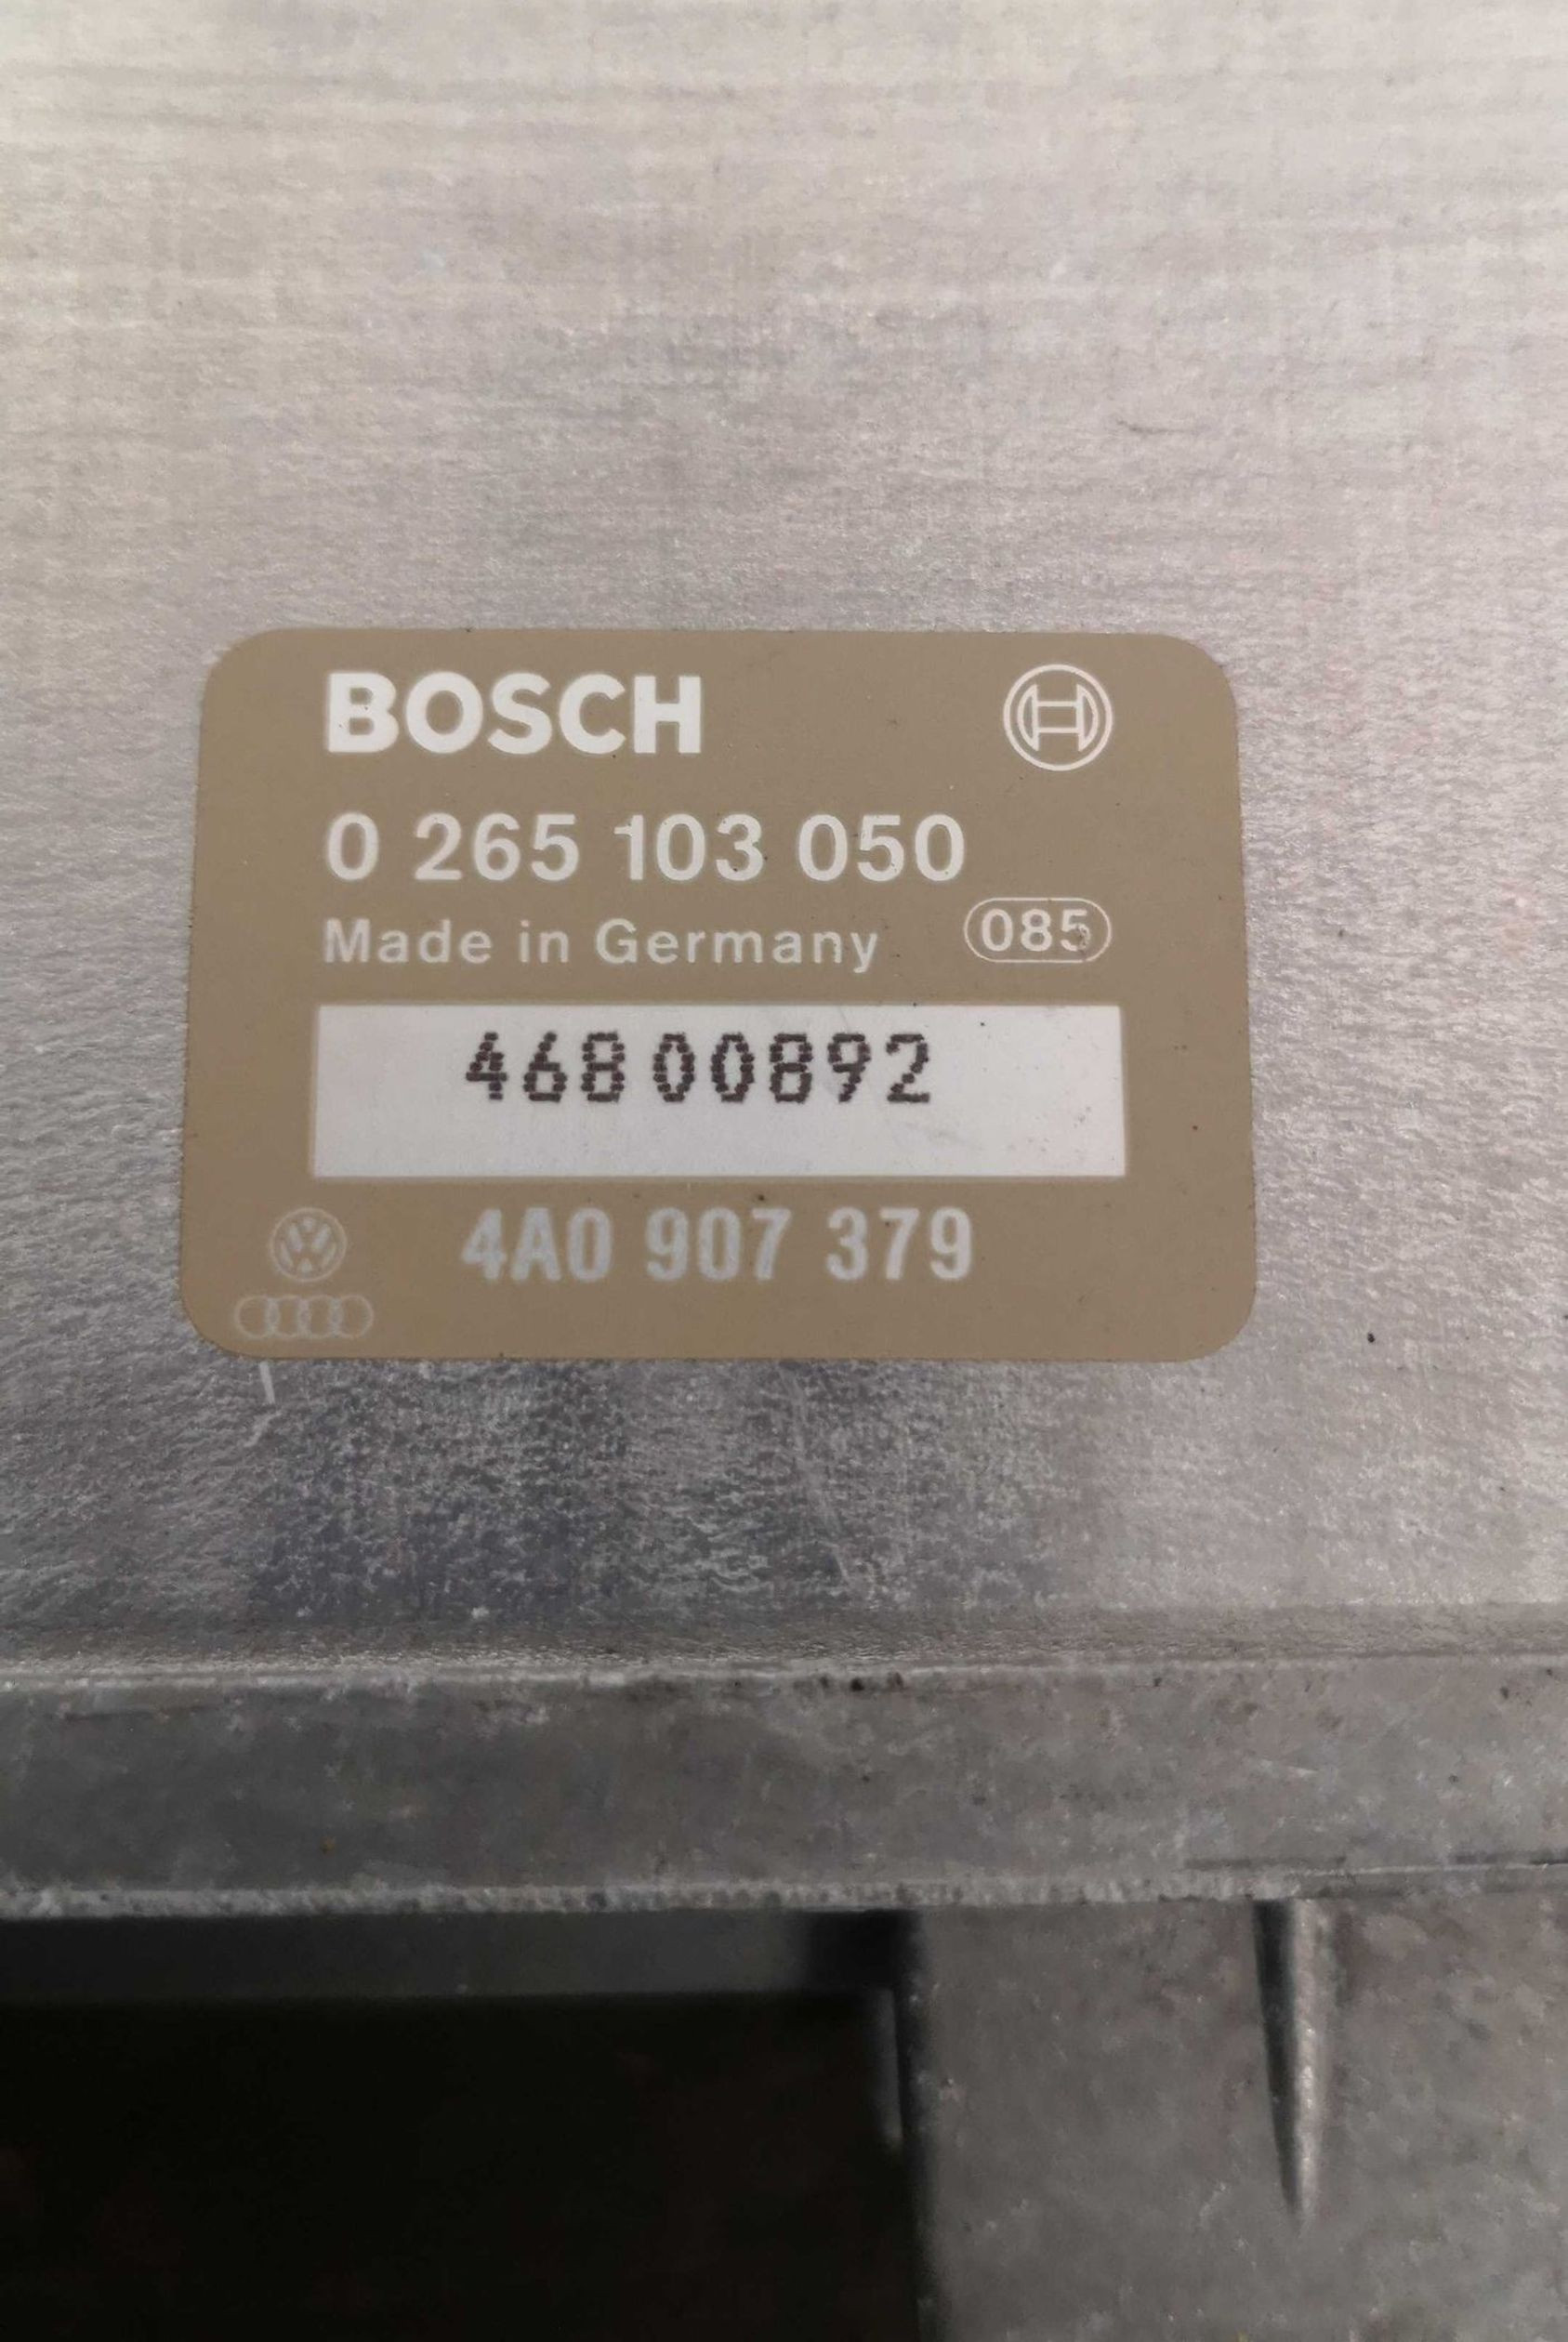 BOSCH
0 265 103 050
Made in Germany 085
46800892
4A0 907 379